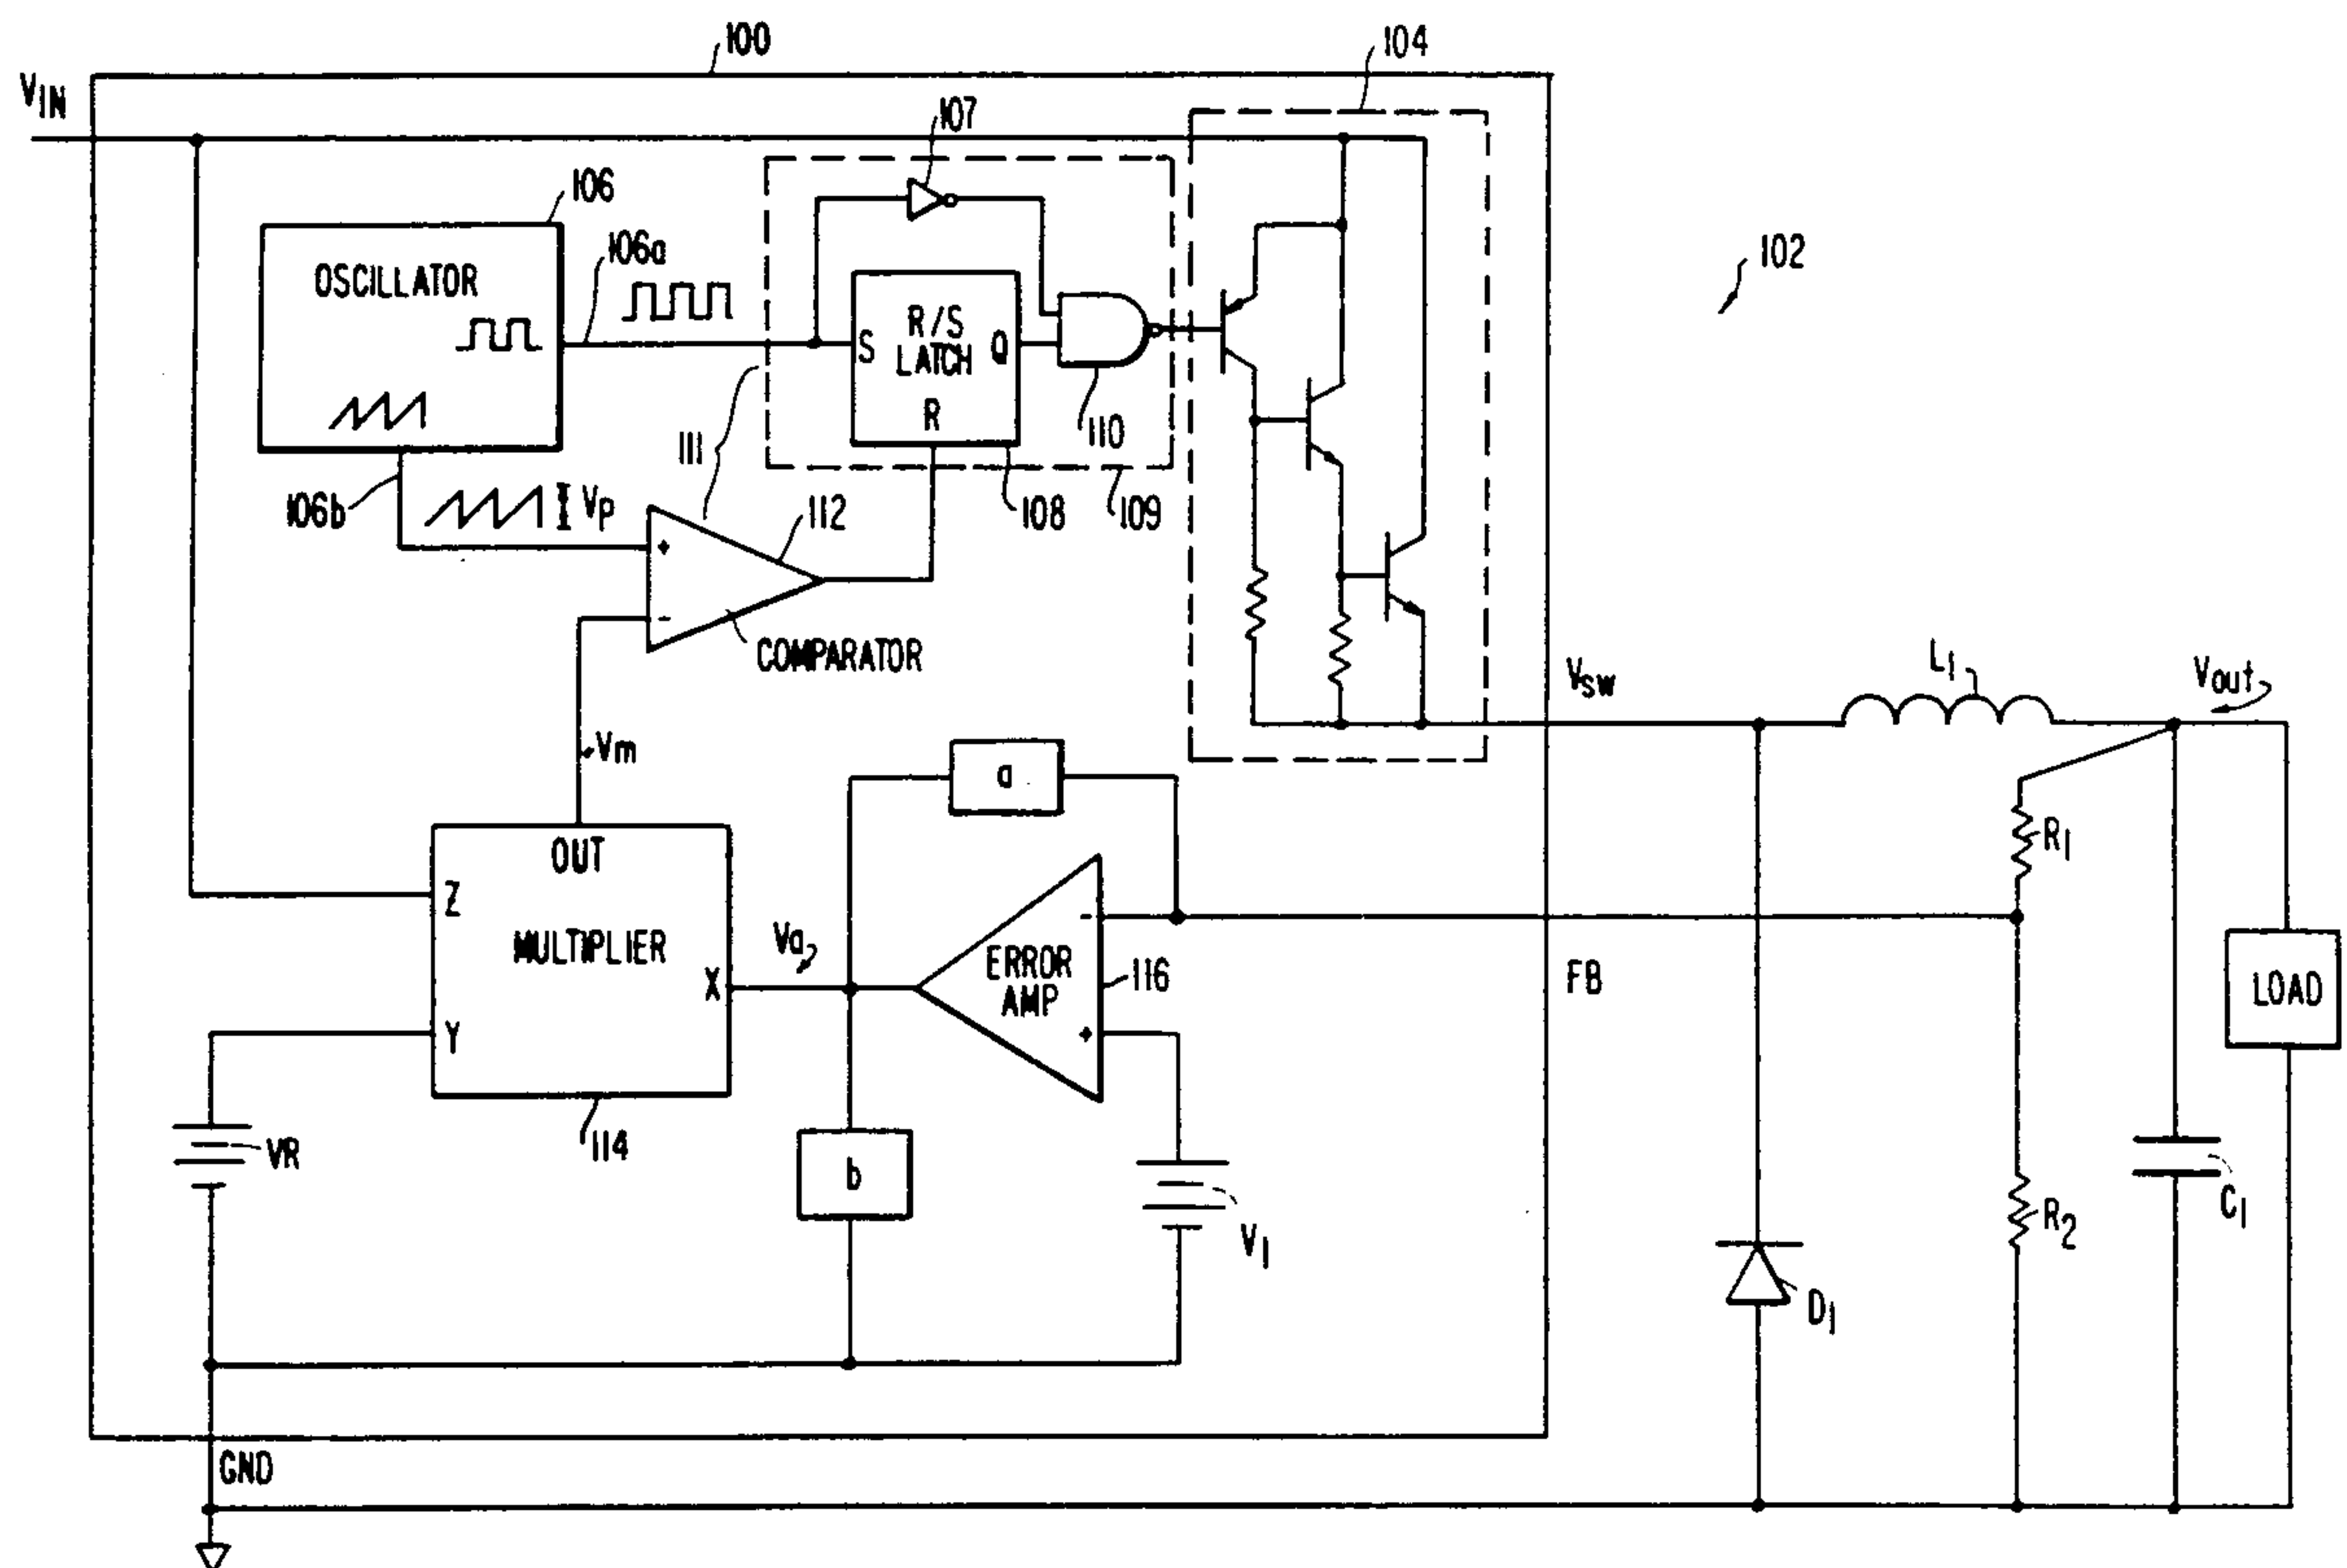 100
104
VIN
107
106
106a
102
OSCILLATOR
R/S
LATCH
S
Q
R
110
111
106b
Vp
112
108
109
+
-
COMPARATOR
Vsw
L1
Vout
Vm
a
R1
OUT
Z
MULTIPLIER
X
Y
Va
-
ERROR
AMP
+
116
FB
LOAD
VR
114
b
V1
R2
C1
D1
GND